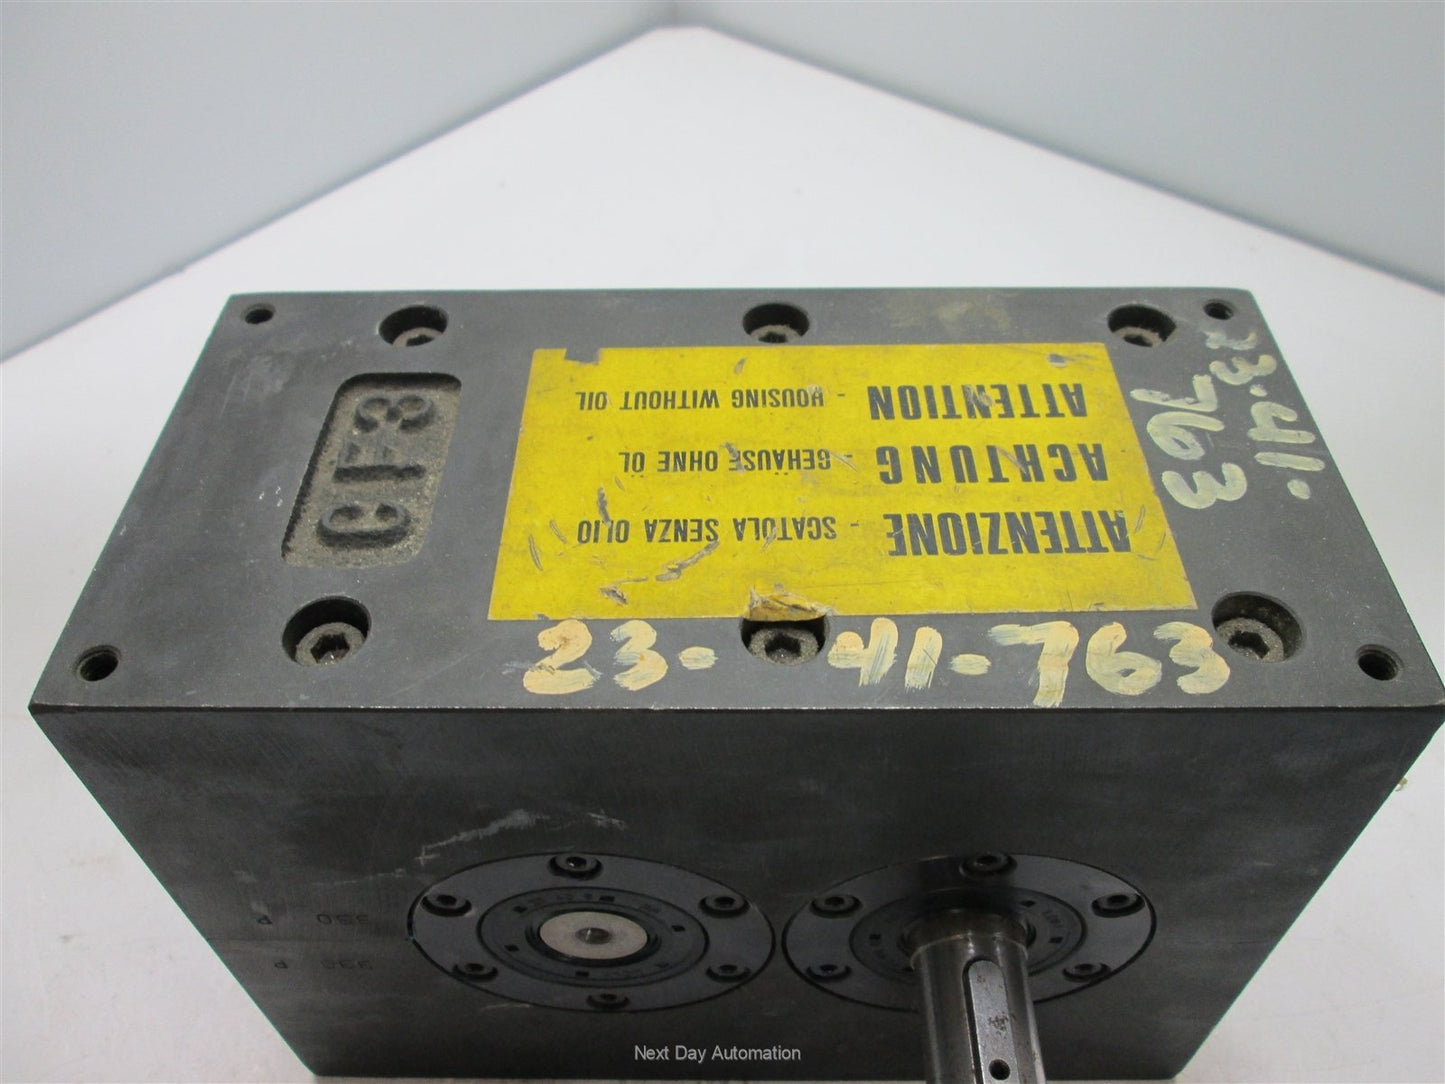 ATTENZIONE - SCATOLA SENZA OLIO
ACHTUNG - GEHÄUSE OHNE ÖL
ATTENTION - HOUSING WITHOUT OIL
CF3
23.41.
763
23-41-763
P 330
P
Next Day Automation